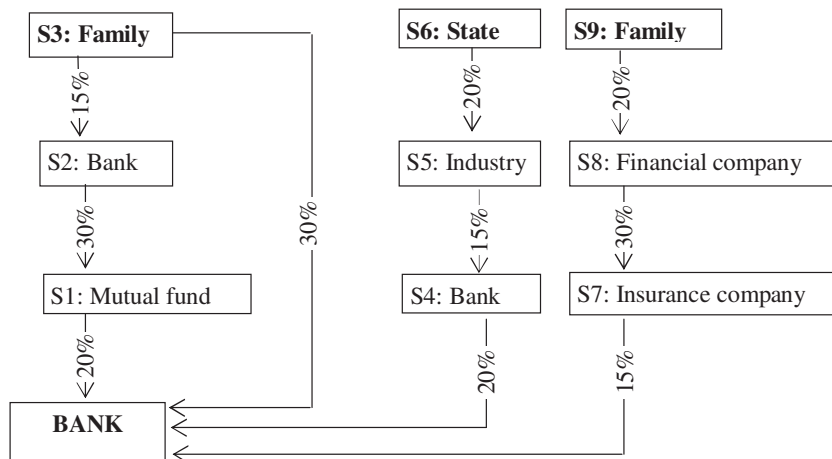 S3: Family
S6: State
S9: Family
15%
20%
20%
S2: Bank
S5: Industry
S8: Financial company
30%
30%
15%
30%
S1: Mutual fund
S4: Bank
S7: Insurance company
20%
20%
15%
BANK